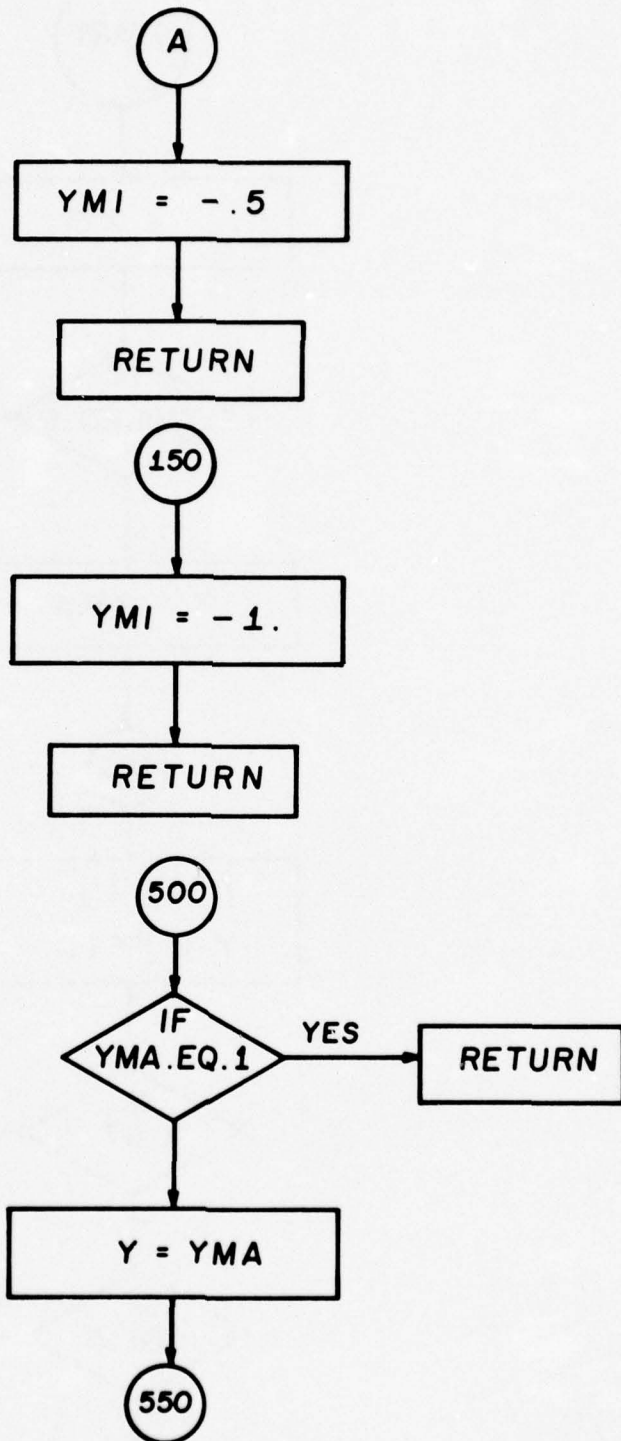 A
YMI = -.5
RETURN
150
YMI = -1.
RETURN
500
IF
YMA.EQ.1
YES
RETURN
Y = YMA
550